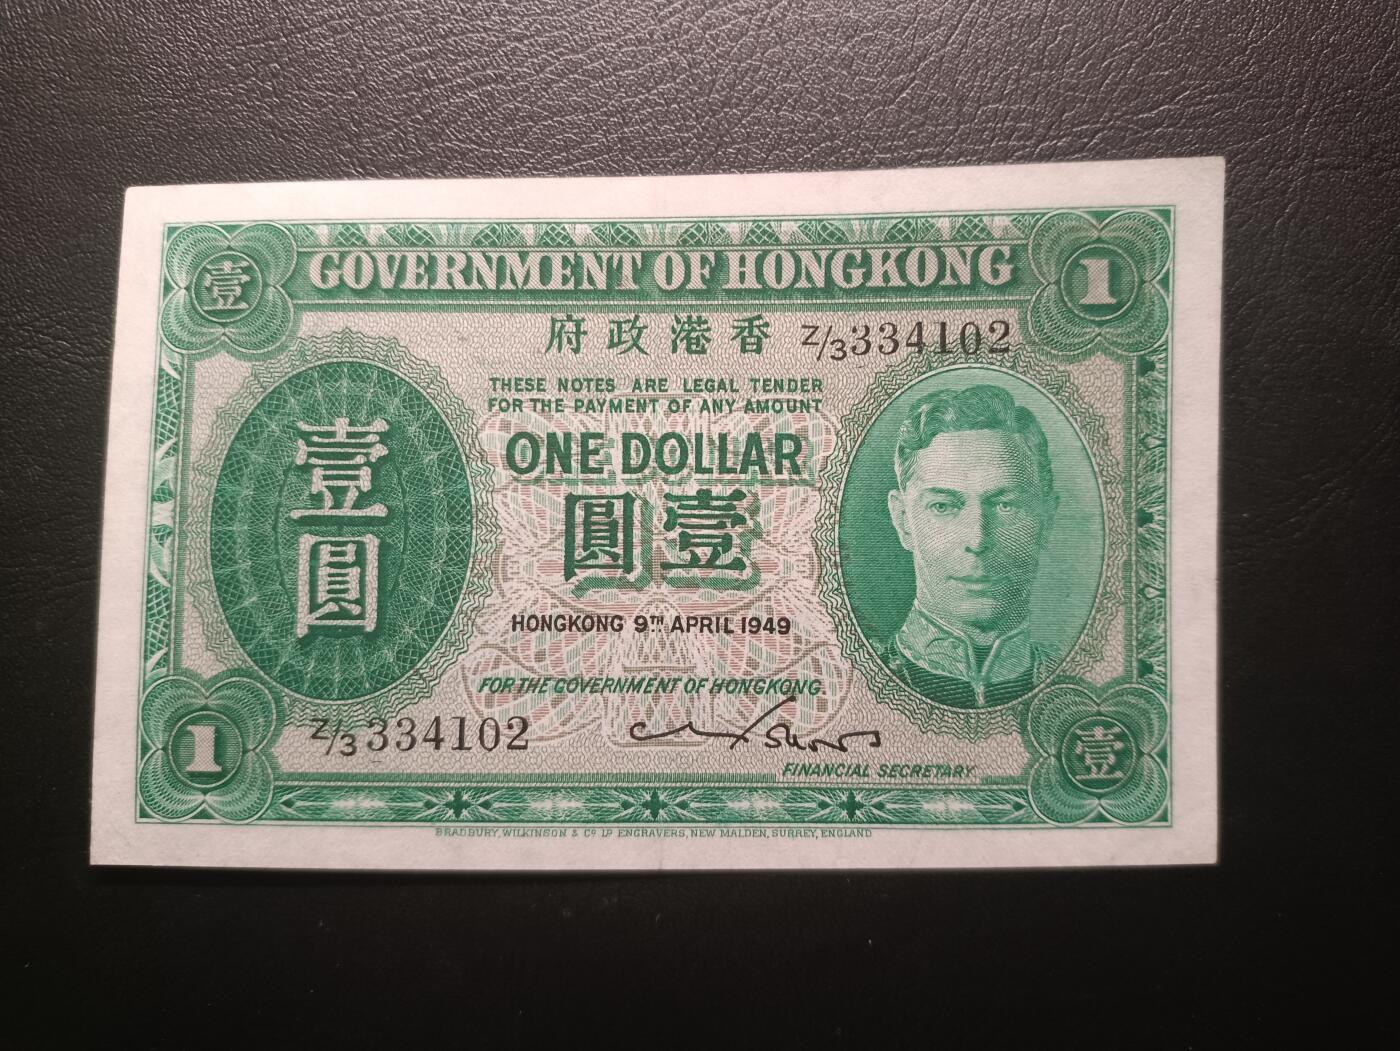 壹 GOVERNMENT OF HONGKONG 1
府政港香 Z/3 334102
THESE NOTES ARE LEGAL TENDER
FOR THE PAYMENT OF ANY AMOUNT
ONE DOLLAR
圓壹
壹圓
HONGKONG 9TH APRIL 1949
FOR THE GOVERNMENT OF HONGKONG
Z/3 334102
FINANCIAL SECRETARY
1 壹
BRADBURY, WILKINSON & Co. LD ENGRAVERS, NEW MALDEN, SURREY, ENGLAND